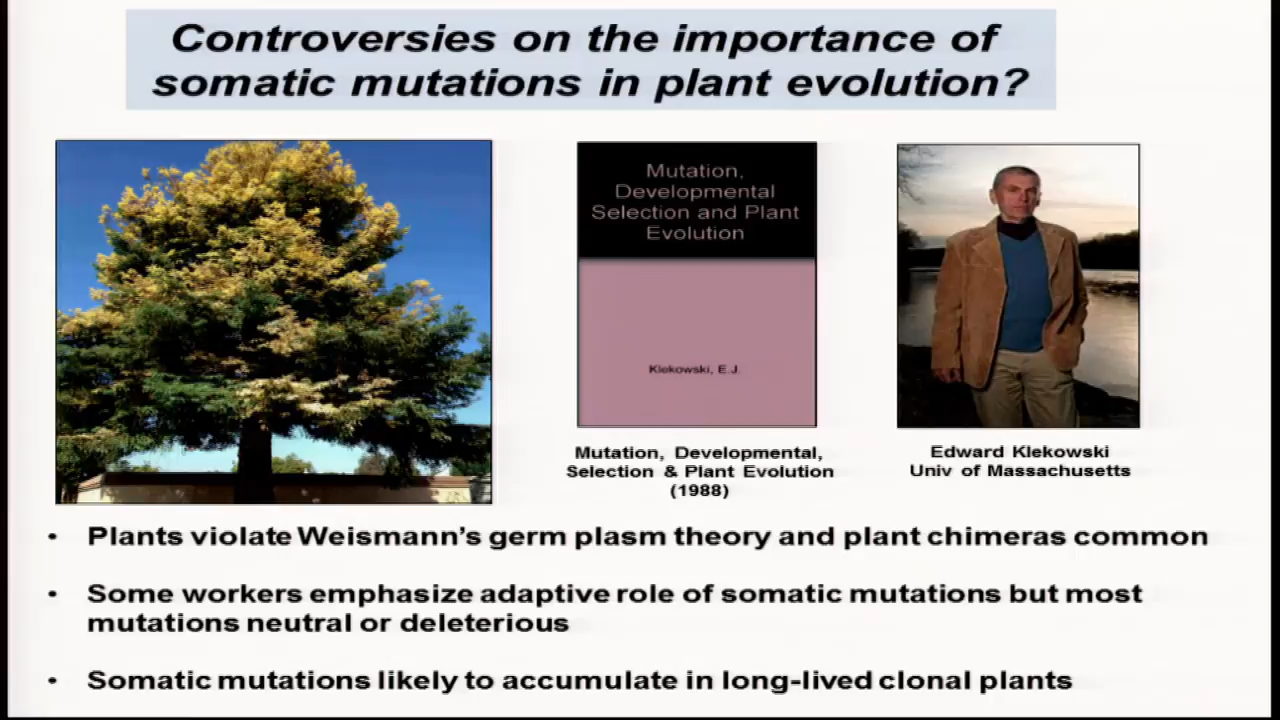 Controversies on the importance of
somatic mutations in plant evolution?
Mutation,
Developmental
Selection and Plant
Evolution
Klekowski, E.J.
Mutation, Developmental,
Selection & Plant Evolution
(1988)
Edward Klekowski
Univ of Massachusetts
• Plants violate Weismann's germ plasm theory and plant chimeras common
• Some workers emphasize adaptive role of somatic mutations but most
mutations neutral or deleterious
• Somatic mutations likely to accumulate in long-lived clonal plants